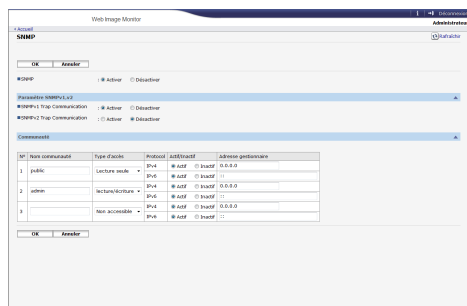 Déconnexion
Web Image Monitor
Administrateur
Accueil
SNMP
Rafraîchir
OK Annuler
SNMP : Activer Désactiver
Paramètre SNMPv1,v2
SNMPv1 Trap Communication : Activer Désactiver
SNMPv2 Trap Communication : Activer Désactiver
Communauté
N° Nom communauté Type d'accès Protocol Actif/Inactif Adresse gestionnaire
1 public Lecture seule IPv4 Actif Inactif 0.0.0.0
IPv6 Actif Inactif ::
2 admin lecture/écriture IPv4 Actif Inactif 0.0.0.0
IPv6 Actif Inactif ::
3 Non accessible IPv4 Actif Inactif 0.0.0.0
IPv6 Actif Inactif ::
OK Annuler